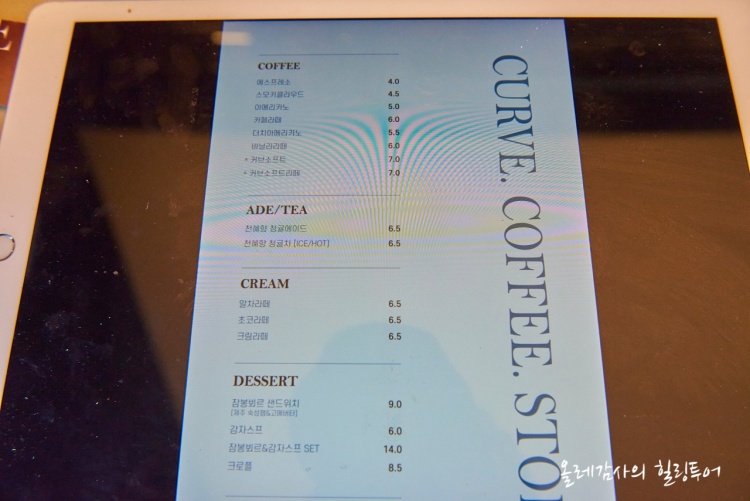 COFFEE
에스프레소 4.0
스모키클라우드 4.5
아메리카노 5.0
카페라떼 6.0
더치아메리카노 5.5
바닐라라떼 6.0
* 커브소프트 7.0
* 커브소프트라떼 7.0
ADE/TEA
천혜향 청귤에이드 6.5
천혜향 청귤차 [ICE/HOT] 6.5
CREAM
말차라떼 6.5
초코라떼 6.5
크림라떼 6.5
DESSERT
잠봉뵈르 샌드위치 9.0
[제주 속성빵&고메버터]
감자스프 6.0
잠봉뵈르&감자스프 SET 14.0
크로플 8.5
CURVE. COFFEE. STO
올레감사의 힐링투어